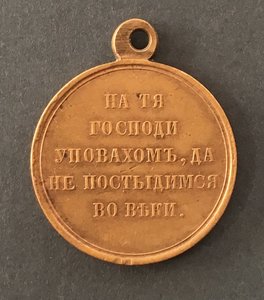 НА ТЯ
ГОСПОДИ
УПОВАХОМЪ, ДА
НЕ ПОСТЫДИМСЯ
ВО ВѢКИ.